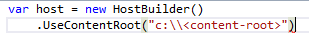 var host = new HostBuilder()
.UseContentRoot("c:\\<content-root>")